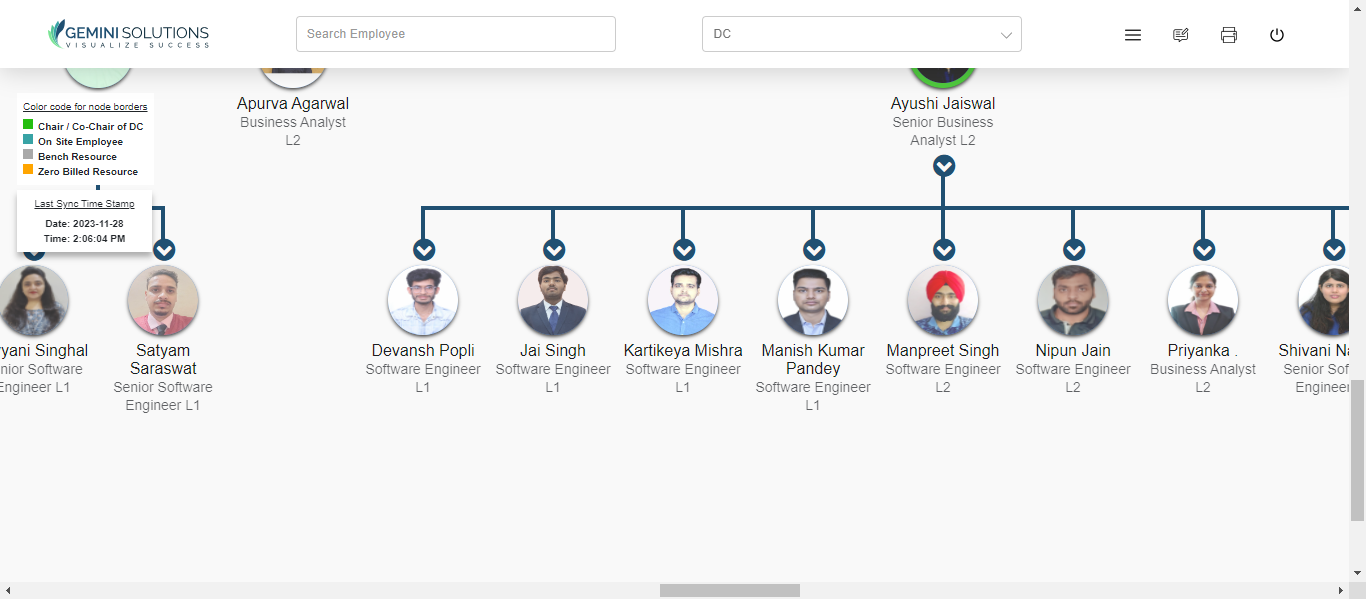 GEMINI SOLUTIONS
VISUALIZE SUCCESS
Search Employee
DC
Apurva Agarwal
Business Analyst
L2
Ayushi Jaiswal
Senior Business
Analyst L2
Color code for node borders
Chair / Co-Chair of DC
On Site Employee
Bench Resource
Zero Billed Resource
Last Sync Time Stamp
Date: 2023-11-28
Time: 2:06:04 PM
Singhal
Software
Engineer L1
Satyam
Saraswat
Senior Software
Engineer L1
Devansh Popli
Software Engineer
L1
Jai Singh
Software Engineer
L1
Kartikeya Mishra
Software Engineer
L1
Manish Kumar
Pandey
Software Engineer
L1
Manpreet Singh
Software Engineer
L2
Nipun Jain
Software Engineer
L2
Priyanka .
Business Analyst
L2
Shivani
Senior
Engineer